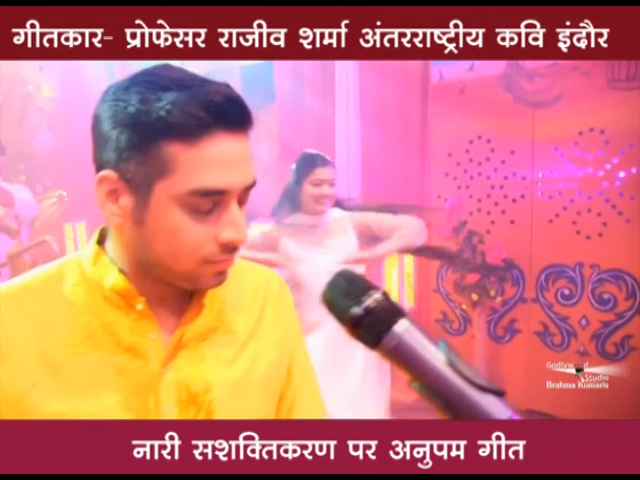 गीतकार- प्रोफेसर राजीव शर्मा अंतरराष्ट्रीय कवि इंदौर
Godlywood
Studio
Brahma Kumaris
नारी सशक्तिकरण पर अनुपम गीत